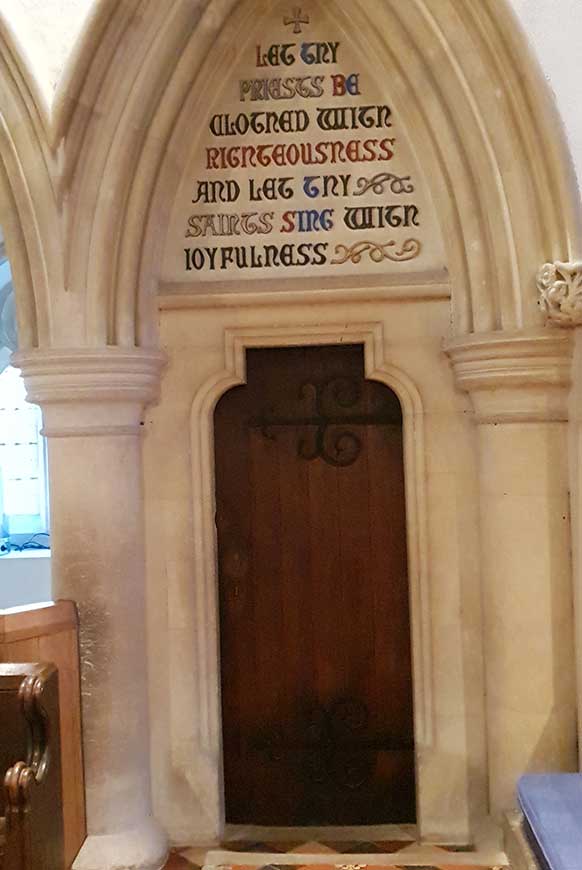 LET THY
PRIESTS BE
CLOTHED WITH
RIGHTEOUSNESS
AND LET THY
SAINTS SING WITH
IOYFULNESS